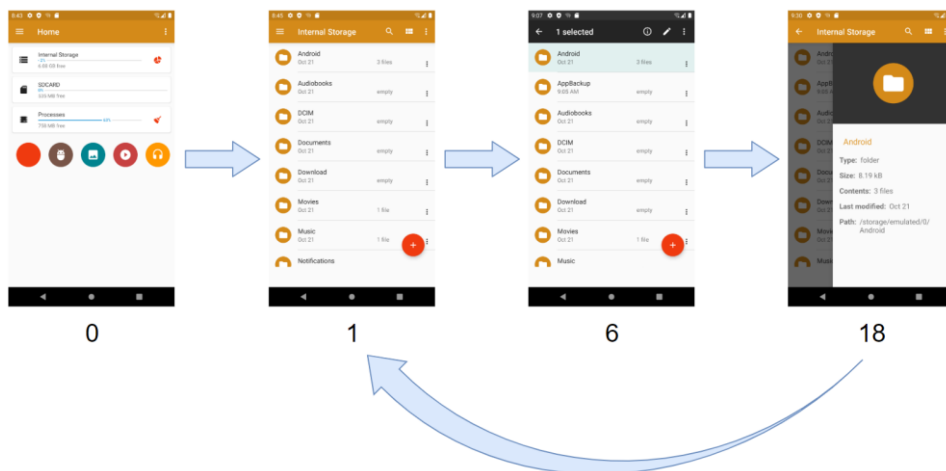 8:43
Home
Internal Storage
6.88 GB free
SDCARD
0%
Processes
60%
0
8:45
Internal Storage
Android
Oct 21 3 files
Audiobooks
Oct 21 empty
DCIM
Oct 21 empty
Documents
Oct 21 empty
Download
Oct 21 empty
Movies
Oct 21 1 file
Music
Oct 21 1 file
Notifications
1
9:07
1 selected
Android
Oct 21 3 files
AppBackup
9:05 AM
Audiobooks
Oct 21 empty
DCIM
Oct 21 empty
Documents
Oct 21 empty
Download
Oct 21 empty
Movies
Oct 21 1 file
Music
6
9:30
Internal Storage
Android
Type: folder
Size: 8.19 kB
Contents: 3 files
Last modified: Oct 21
Path: /storage/emulated/0/
Android
18